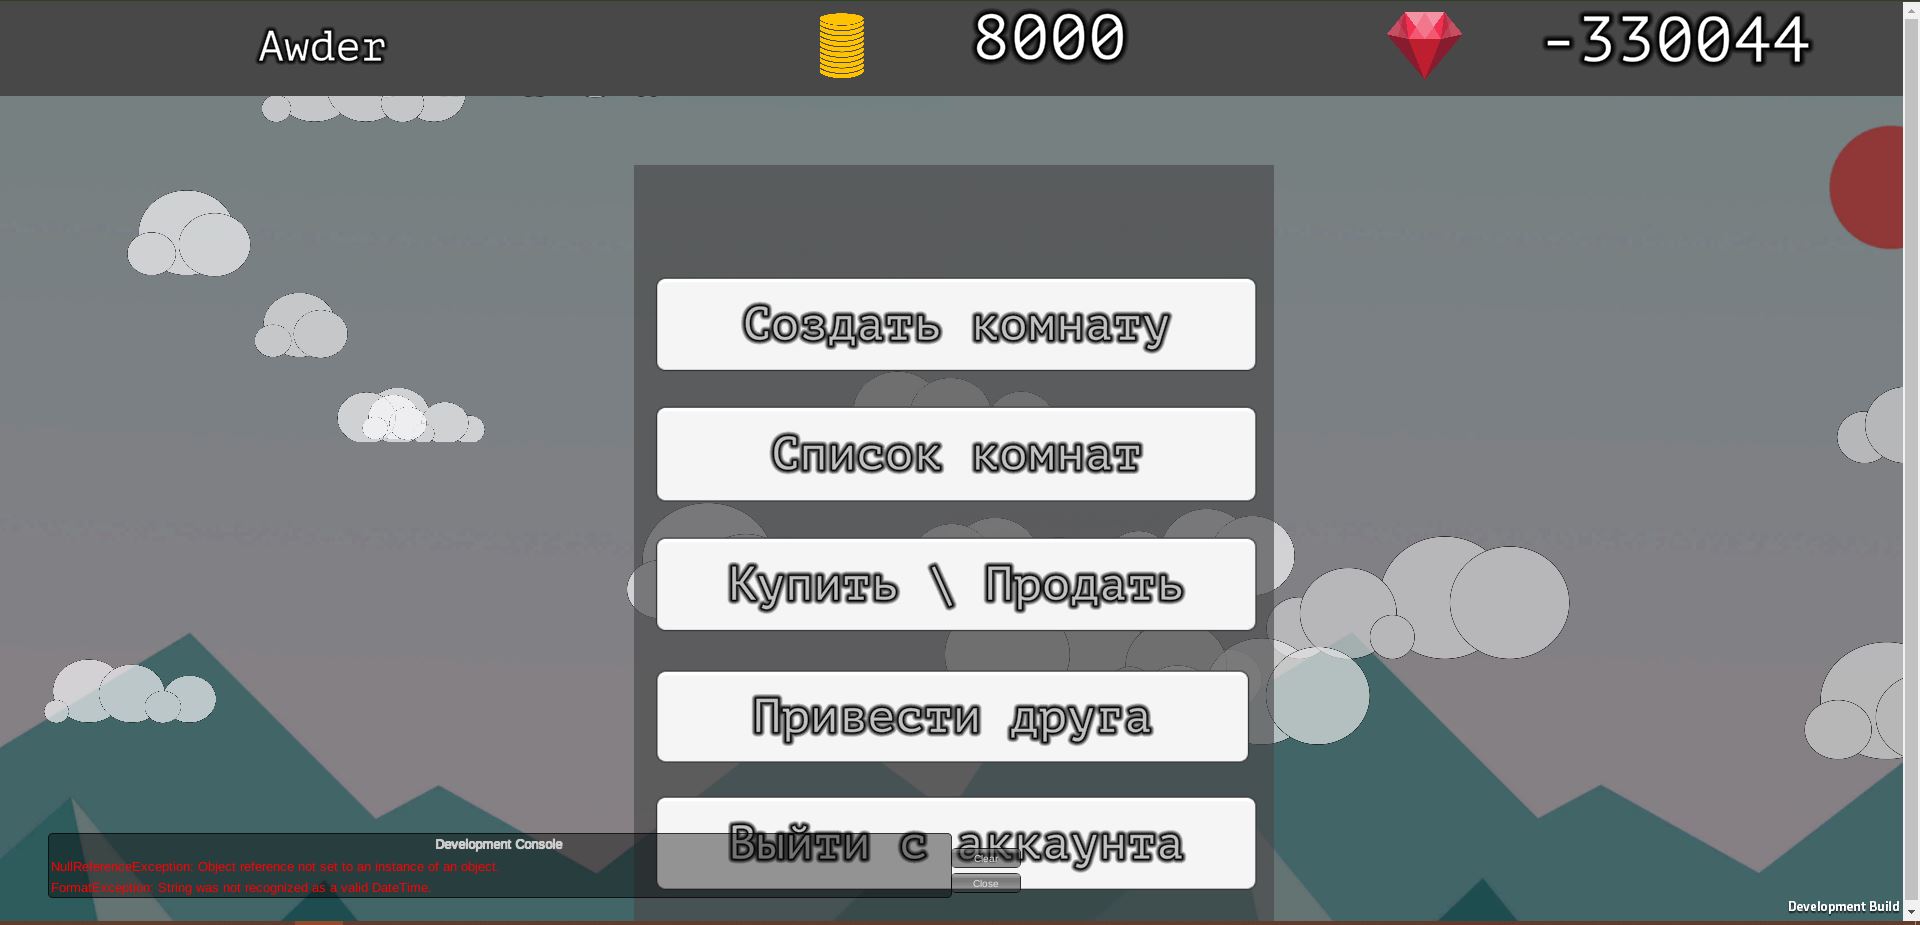 Awder
8000
-330044
Создать комнату
Список комнат
Купить \ Продать
Привести друга
Выйти с аккаунта
Development Console
NullReferenceException: Object reference not set to an instance of an object.
FormatException: String was not recognized as a valid DateTime.
Clear
Close
Development Build